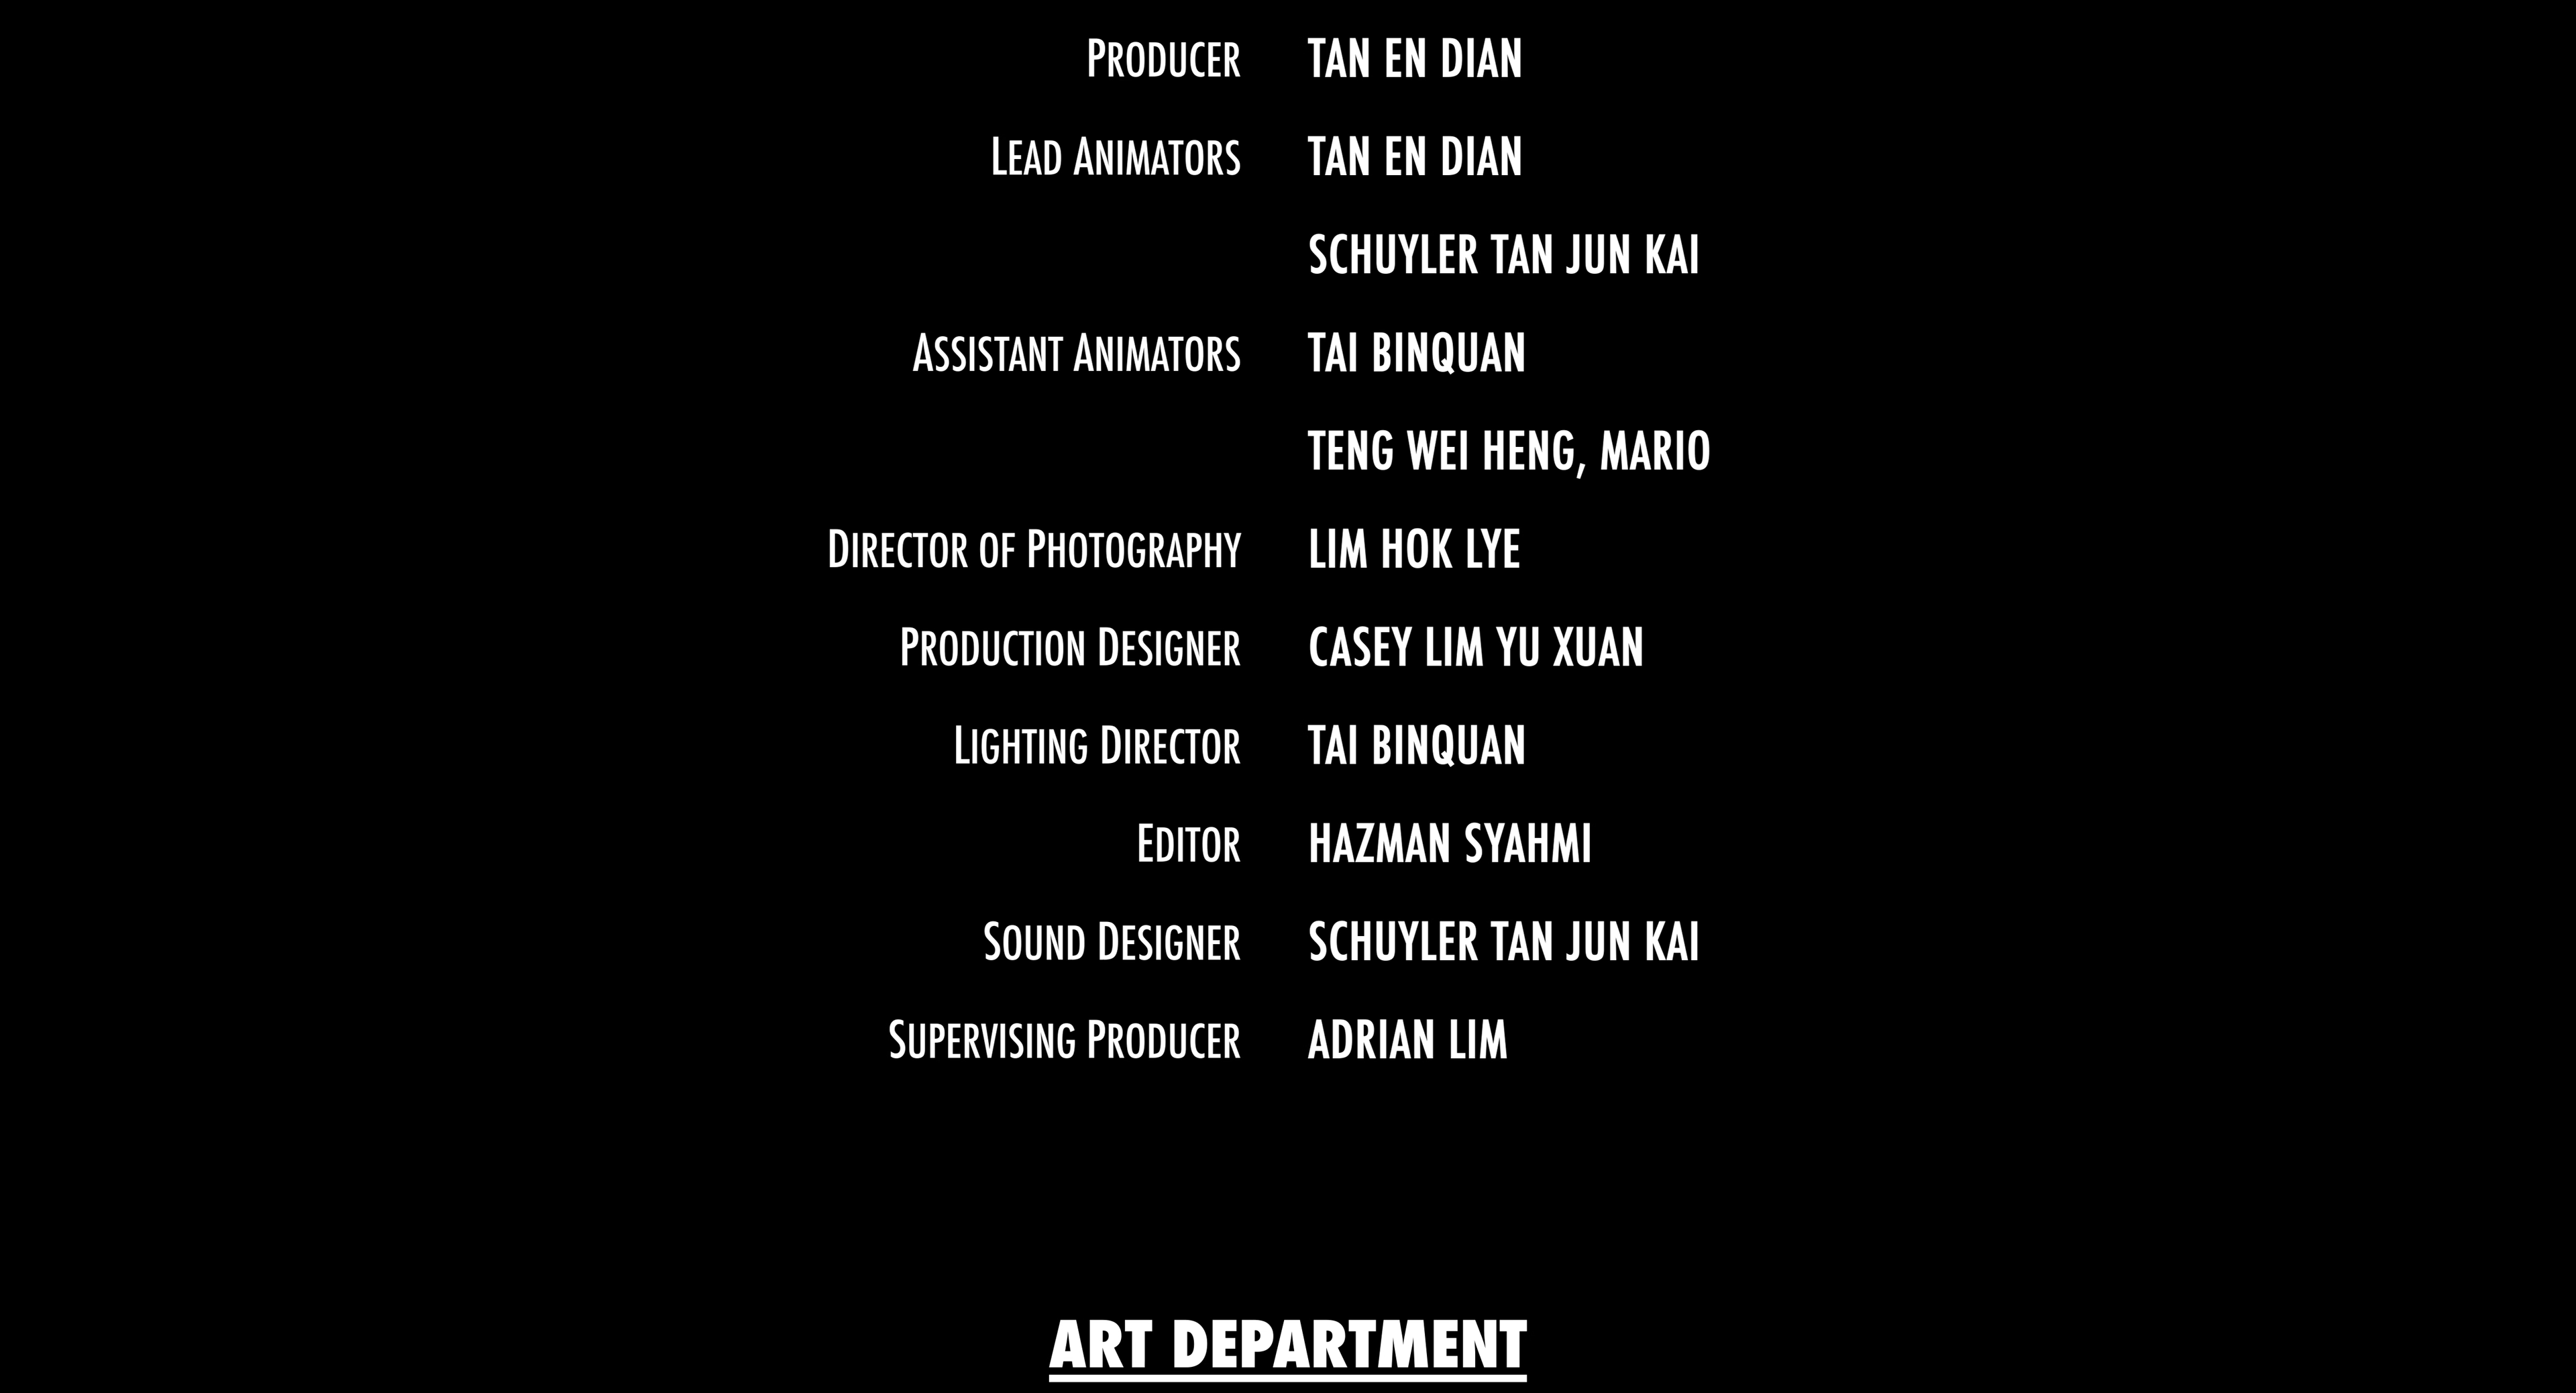 PRODUCER TAN EN DIAN
LEAD ANIMATORS TAN EN DIAN
SCHUYLER TAN JUN KAI
ASSISTANT ANIMATORS TAI BINQUAN
TENG WEI HENG, MARIO
DIRECTOR OF PHOTOGRAPHY LIM HOK LYE
PRODUCTION DESIGNER CASEY LIM YU XUAN
LIGHTING DIRECTOR TAI BINQUAN
EDITOR HAZMAN SYAHMI
SOUND DESIGNER SCHUYLER TAN JUN KAI
SUPERVISING PRODUCER ADRIAN LIM
ART DEPARTMENT